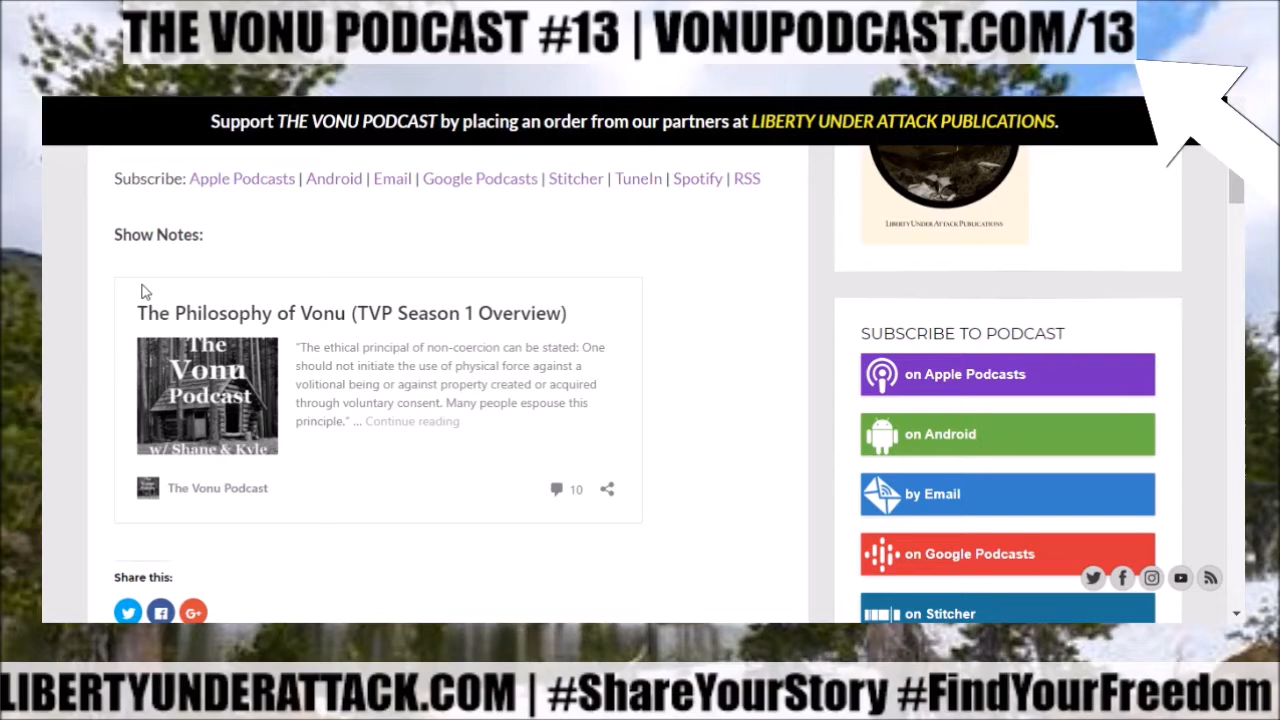 THE VONU PODCAST #13 | VONUPODCAST.COM/13
Support THE VONU PODCAST by placing an order from our partners at LIBERTY UNDER ATTACK PUBLICATIONS.
Subscribe: Apple Podcasts | Android | Email | Google Podcasts | Stitcher | TuneIn | Spotify | RSS
Show Notes:
The Philosophy of Vonu (TVP Season 1 Overview)
The
Vonu
Podcast
w/ Shane & Kyle
"The ethical principal of non-coercion can be stated: One
should not initiate the use of physical force against a
volitional being or against property created or acquired
through voluntary consent. Many people espouse this
principle." ... Continue reading
The Vonu Podcast
10
Share this:
LIBERTY UNDER ATTACK PUBLICATIONS
SUBSCRIBE TO PODCAST
on Apple Podcasts
on Android
by Email
on Google Podcasts
on Stitcher
LIBERTYUNDERATTACK.COM | #ShareYourStory #FindYourFreedom